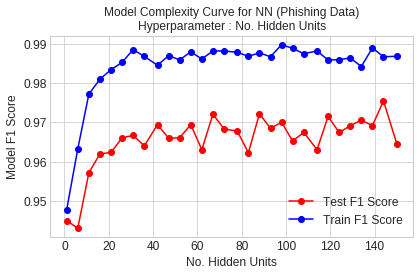 Model Complexity Curve for NN (Phishing Data)
Hyperparameter : No. Hidden Units
Model F1 Score
0.99
0.98
0.97
0.96
0.95
Test F1 Score
Train F1 Score
0 20 40 60 80 100 120 140
No. Hidden Units